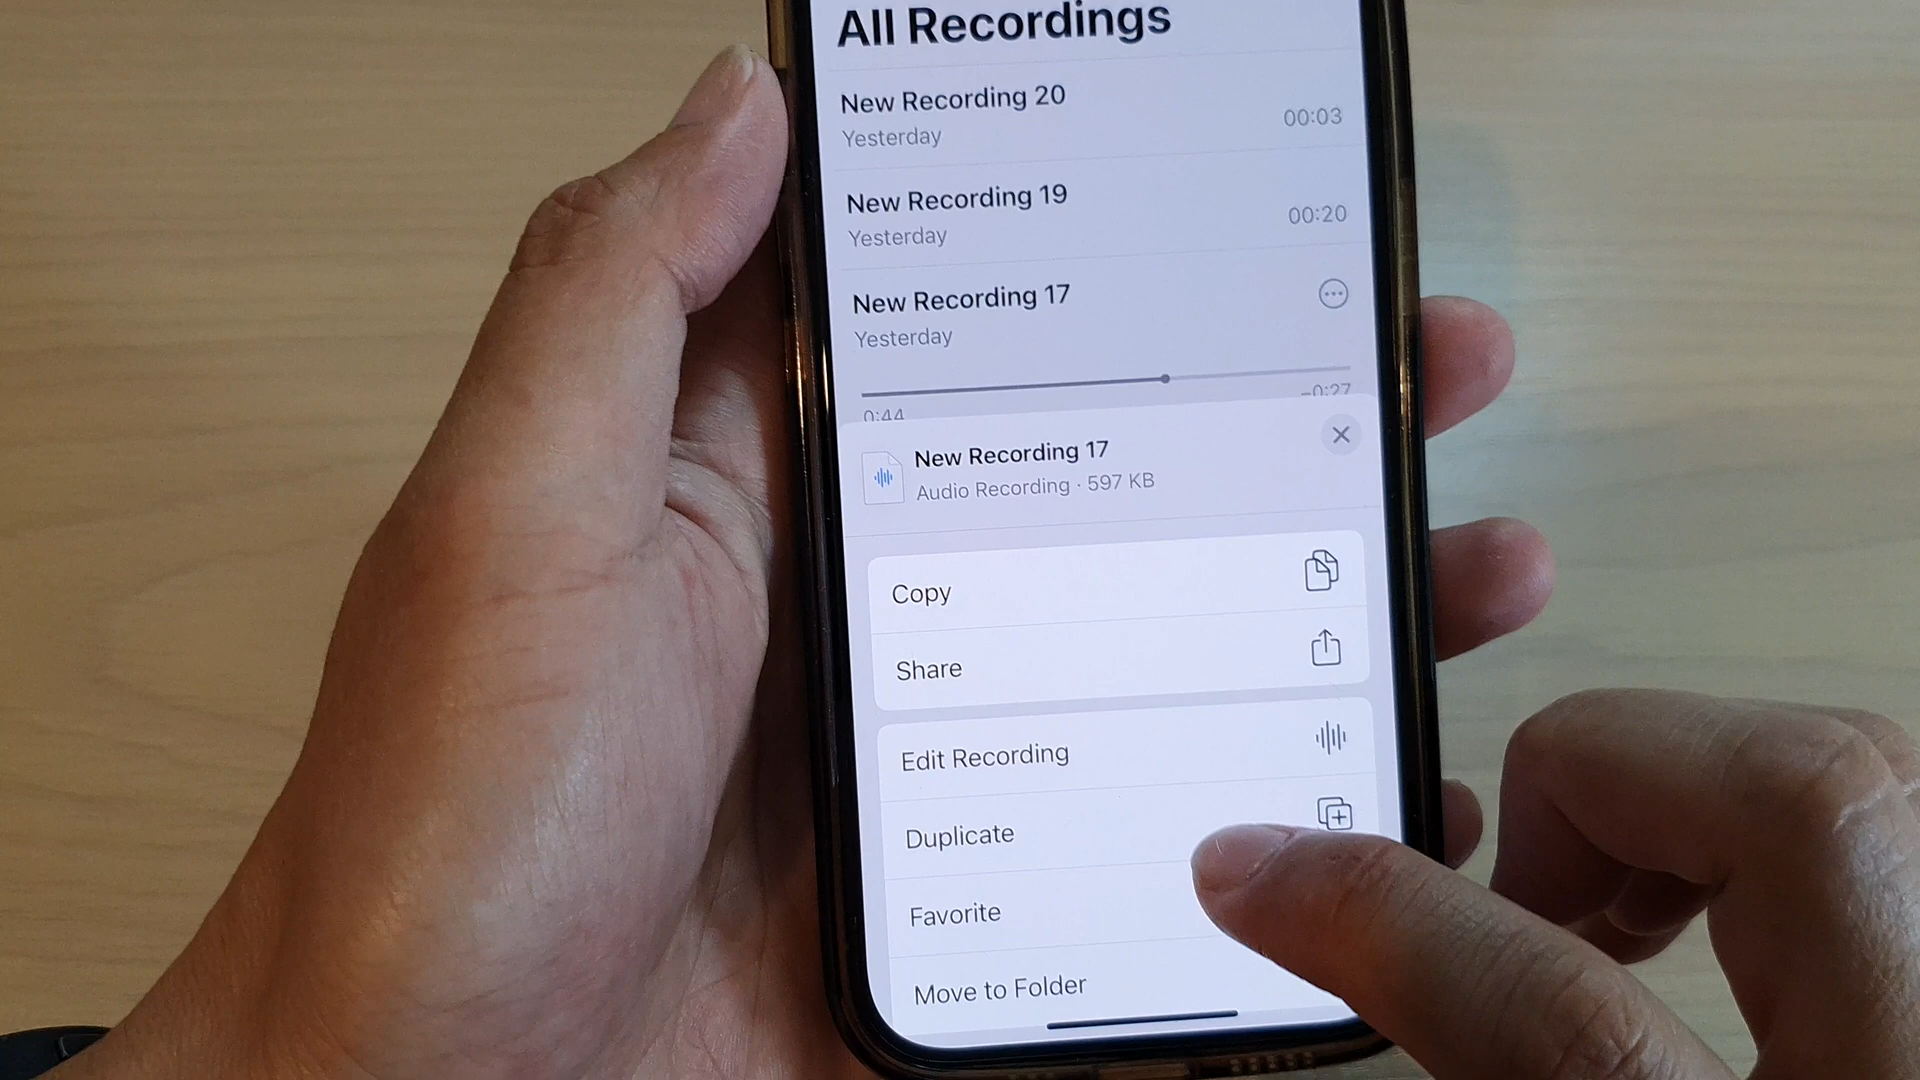 All Recordings
New Recording 20
Yesterday
00:03
New Recording 19
Yesterday
00:20
New Recording 17
Yesterday
0:44
-0:27
New Recording 17
Audio Recording · 597 KB
Copy
Share
Edit Recording
Duplicate
Favorite
Move to Folder